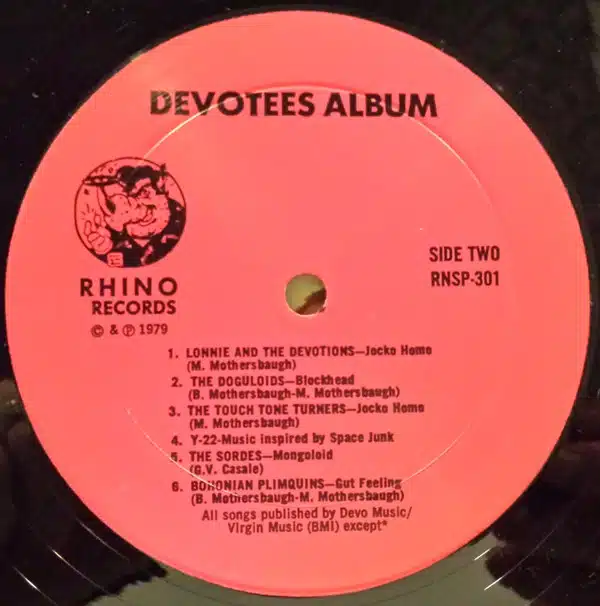 DEVOTEES ALBUM
RHINO
RECORDS
© & ℗ 1979
SIDE TWO
RNSP-301
1. LONNIE AND THE DEVOTIONS—Jocko Homo
(M. Mothersbaugh)
2. THE DOGULOIDS—Blockhead
(B. Mothersbaugh-M. Mothersbaugh)
3. THE TOUCH TONE TURNERS—Jocko Homo
(M. Mothersbaugh)
4. Y-22-Music inspired by Space Junk
5. THE SORDES—Mongoloid
(G.V. Casale)
6. BOHONIAN PLIMQUINS—Gut Feeling
(B. Mothersbaugh-M. Mothersbaugh)
All songs published by Devo Music/
Virgin Music (BMI) except*